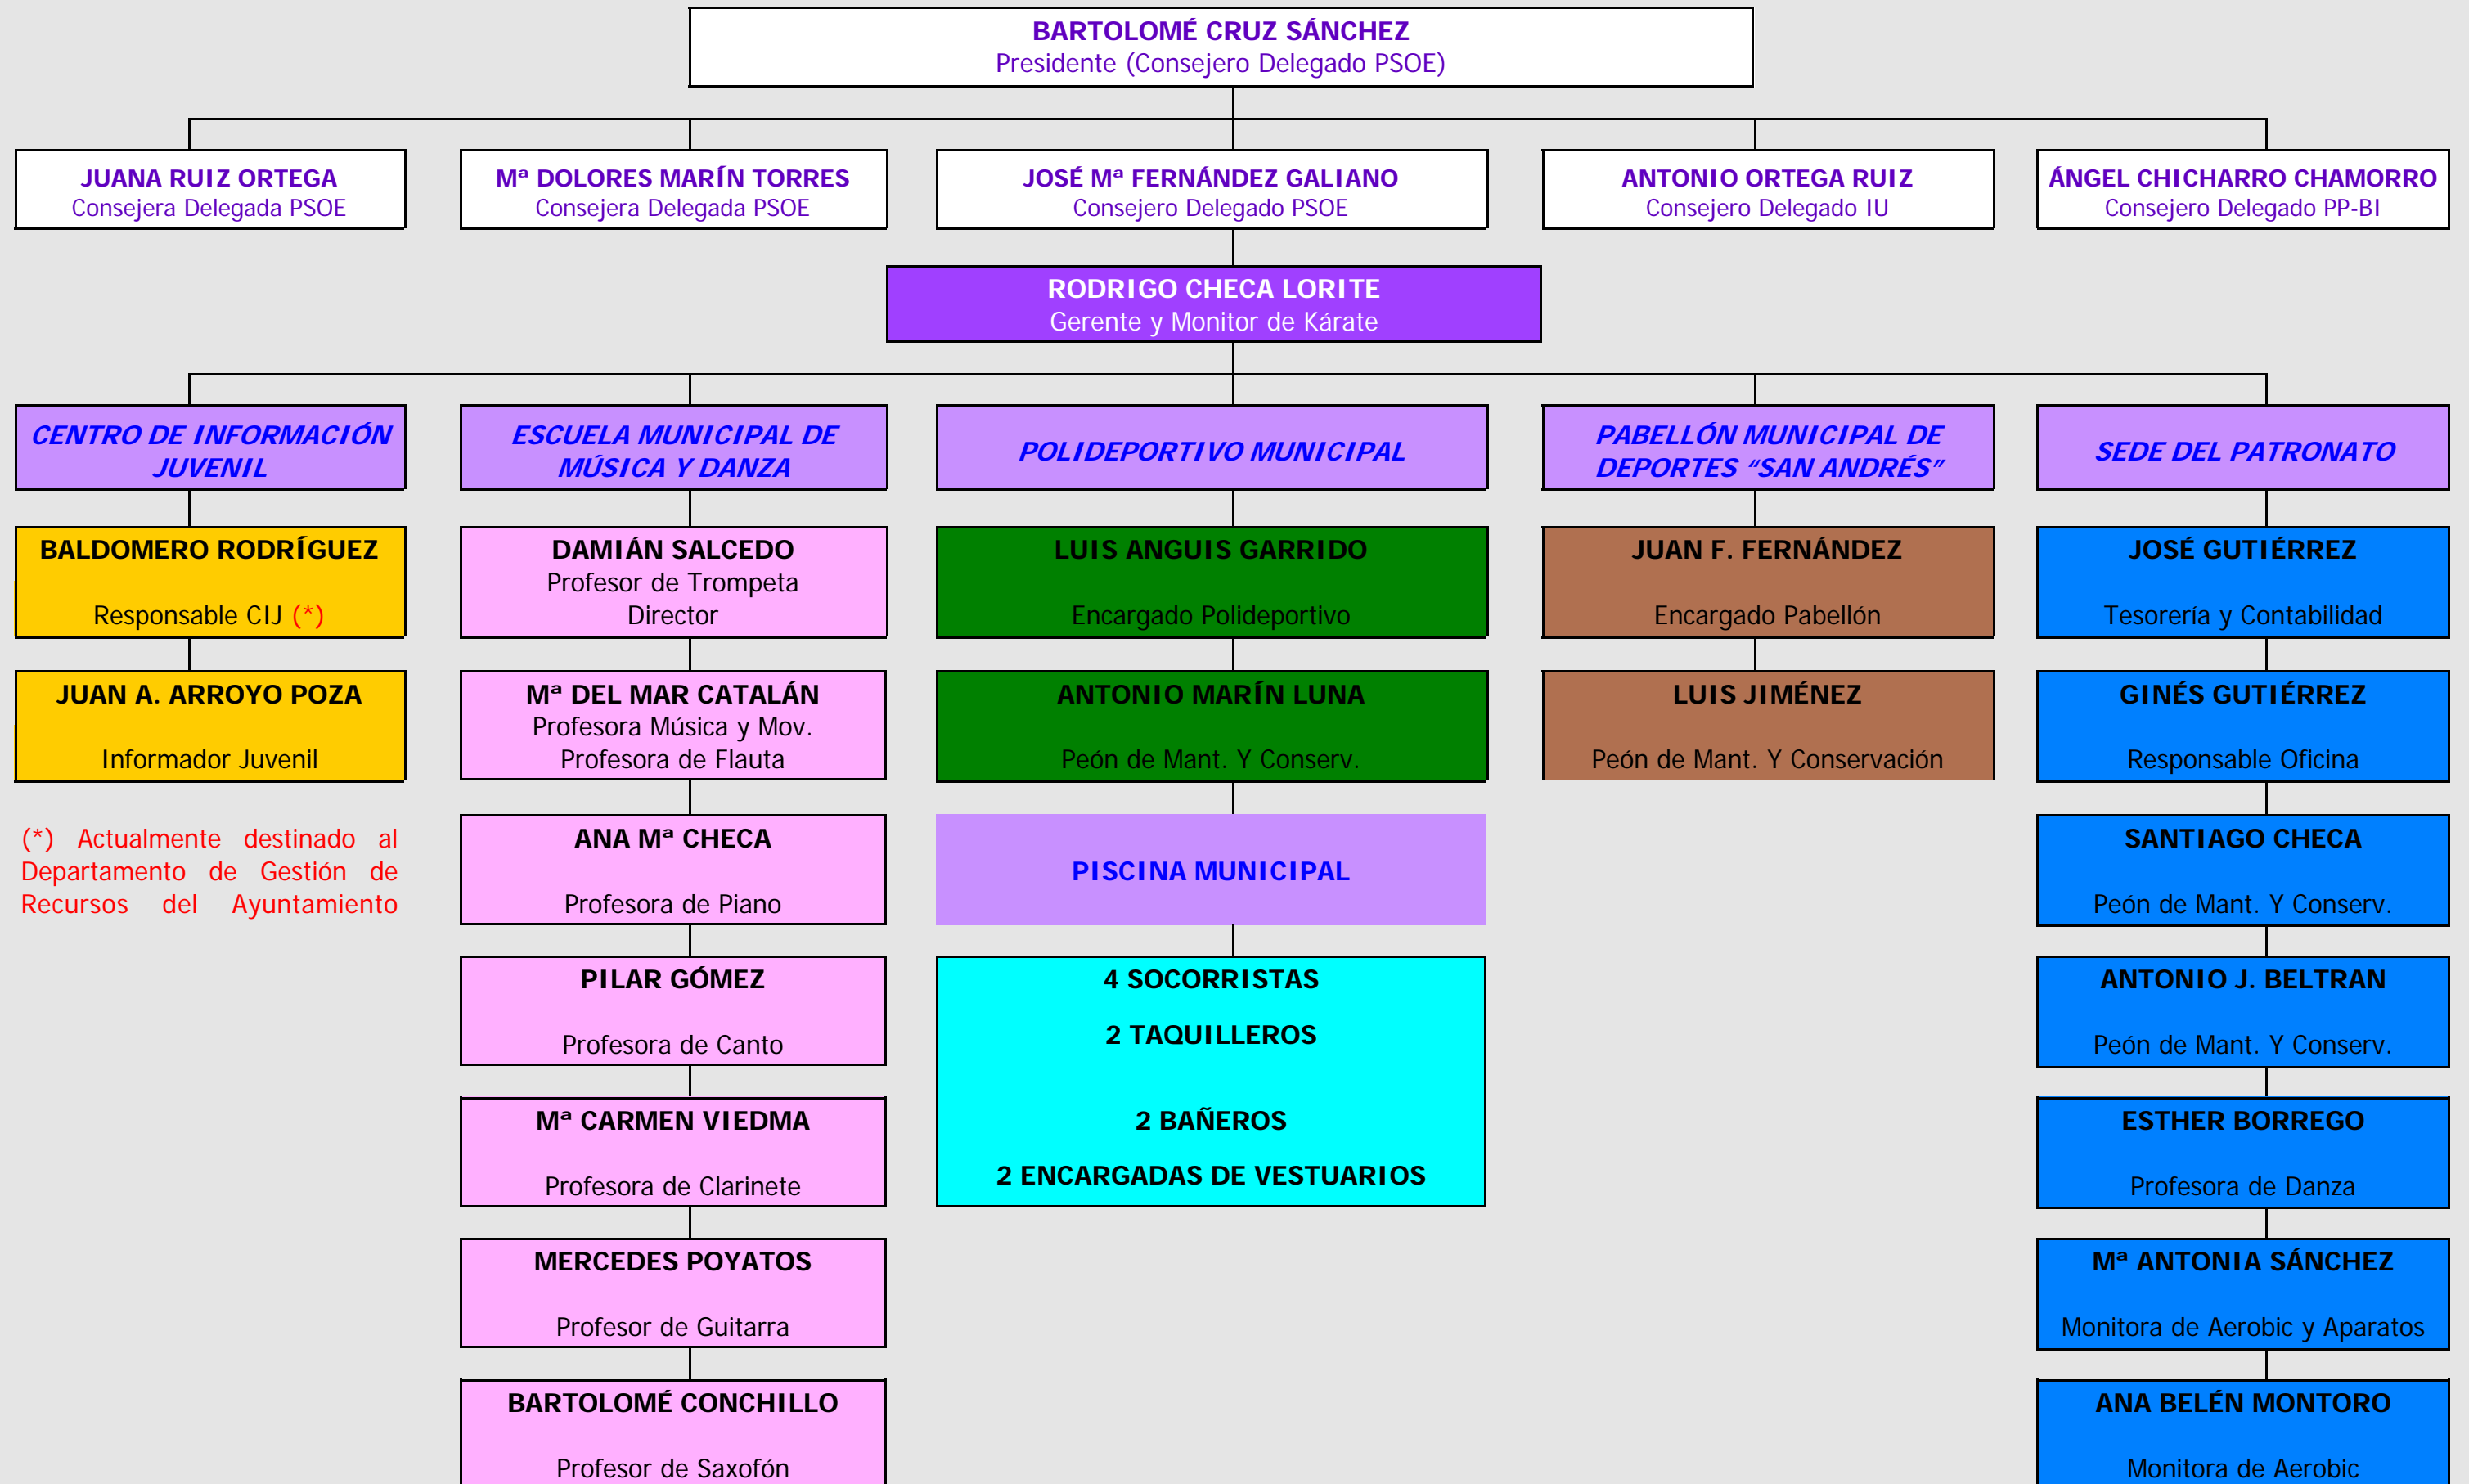 BARTOLOMÉ CRUZ SÁNCHEZ
Presidente (Consejero Delegado PSOE)
JUANA RUIZ ORTEGA
Consejera Delegada PSOE
Mª DOLORES MARÍN TORRES
Consejera Delegada PSOE
JOSÉ Mª FERNÁNDEZ GALIANO
Consejero Delegado PSOE
ANTONIO ORTEGA RUIZ
Consejero Delegado IU
ÁNGEL CHICHARRO CHAMORRO
Consejero Delegado PP-BI
RODRIGO CHECA LORITE
Gerente y Monitor de Kárate
CENTRO DE INFORMACIÓN
JUVENIL
BALDOMERO RODRÍGUEZ
Responsable CIJ (*)
JUAN A. ARROYO POZA
Informador Juvenil
(*) Actualmente destinado al
Departamento de Gestión de
Recursos del Ayuntamiento
ESCUELA MUNICIPAL DE
MÚSICA Y DANZA
DAMIÁN SALCEDO
Profesor de Trompeta
Director
Mª DEL MAR CATALÁN
Profesora Música y Mov.
Profesora de Flauta
ANA Mª CHECA
Profesora de Piano
PILAR GÓMEZ
Profesora de Canto
Mª CARMEN VIEDMA
Profesora de Clarinete
MERCEDES POYATOS
Profesor de Guitarra
BARTOLOMÉ CONCHILLO
Profesor de Saxofón
POLIDEPORTIVO MUNICIPAL
LUIS ANGUIS GARRIDO
Encargado Polideportivo
ANTONIO MARÍN LUNA
Peón de Mant. Y Conserv.
PISCINA MUNICIPAL
4 SOCORRISTAS
2 TAQUILLEROS
2 BAÑEROS
2 ENCARGADAS DE VESTUARIOS
PABELLÓN MUNICIPAL DE
DEPORTES “SAN ANDRÉS”
JUAN F. FERNÁNDEZ
Encargado Pabellón
LUIS JIMÉNEZ
Peón de Mant. Y Conservación
SEDE DEL PATRONATO
JOSÉ GUTIÉRREZ
Tesorería y Contabilidad
GINÉS GUTIÉRREZ
Responsable Oficina
SANTIAGO CHECA
Peón de Mant. Y Conserv.
ANTONIO J. BELTRAN
Peón de Mant. Y Conserv.
ESTHER BORREGO
Profesora de Danza
Mª ANTONIA SÁNCHEZ
Monitora de Aerobic y Aparatos
ANA BELÉN MONTORO
Monitora de Aerobic